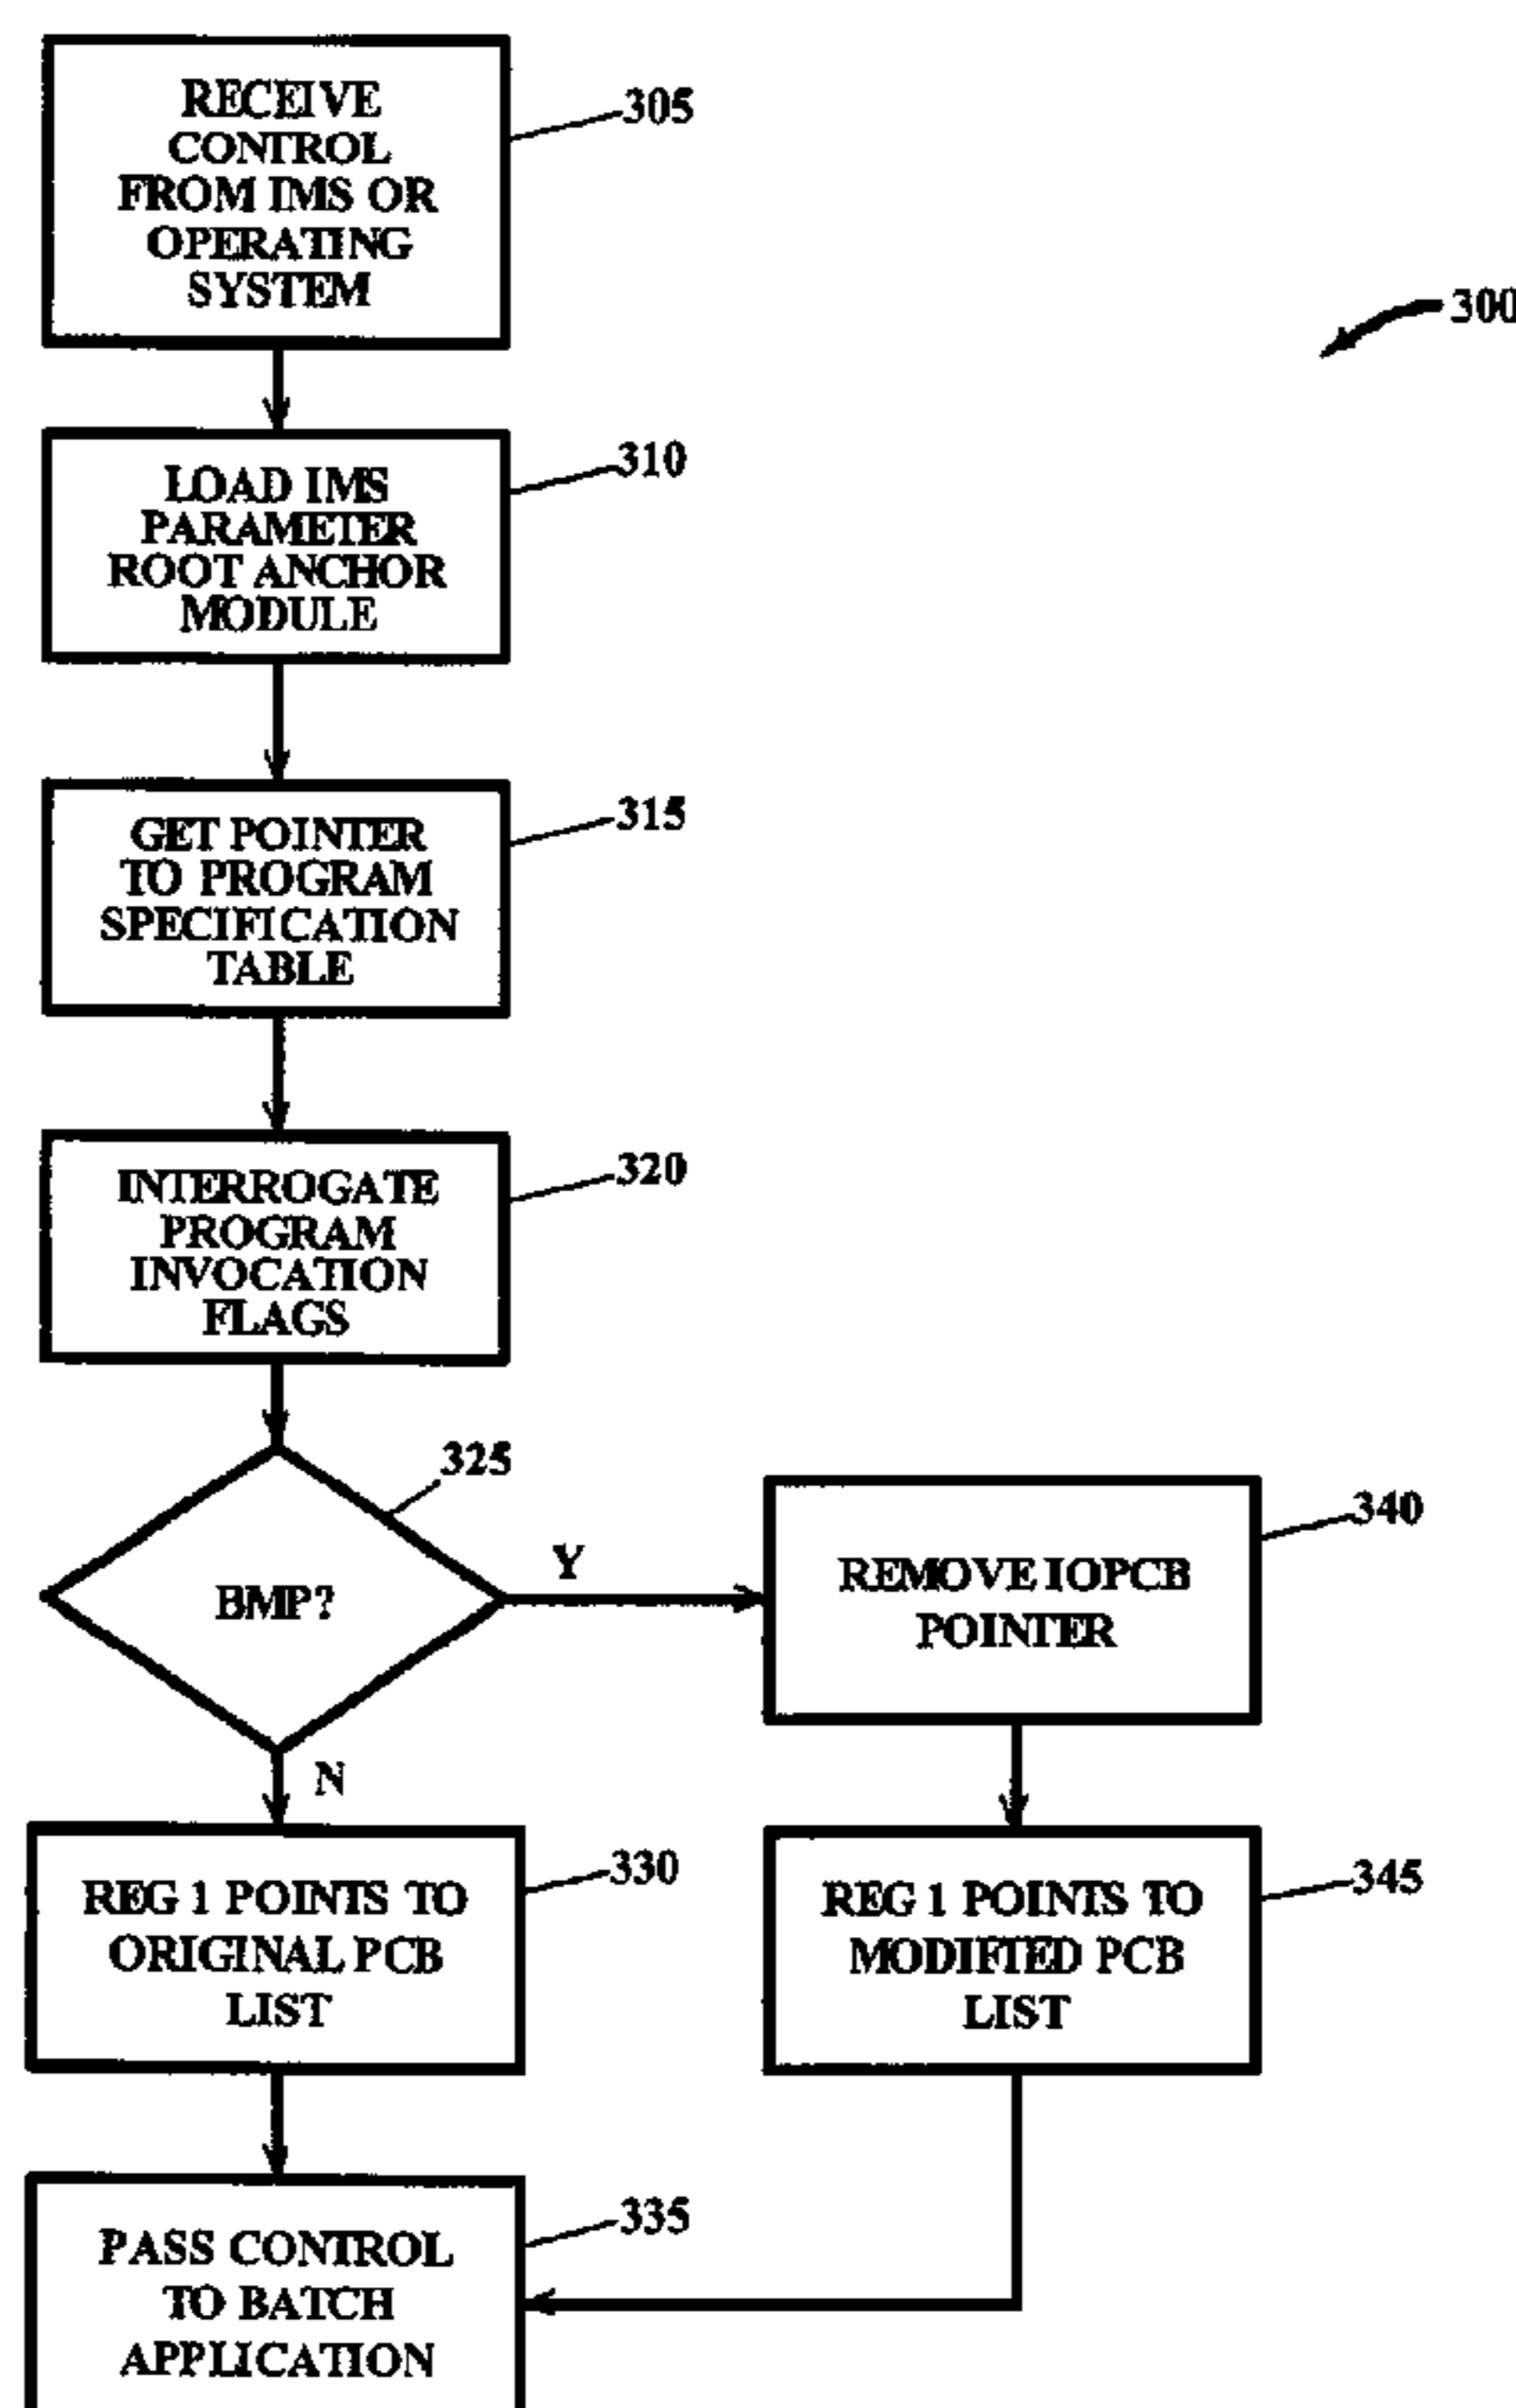 RECEIVE
CONTROL
FROM IMS OR
OPERATING
SYSTEM
305
300
LOAD IMS
PARAMETER
ROOT ANCHOR
MODULE
310
GET POINTER
TO PROGRAM
SPECIFICATION
TABLE
315
INTERROGATE
PROGRAM
INVOCATION
FLAGS
320
BMP?
325
Y
N
REMOVE IOPCB
POINTER
340
REG 1 POINTS TO
ORIGINAL PCB
LIST
330
REG 1 POINTS TO
MODIFIED PCB
LIST
345
PASS CONTROL
TO BATCH
APPLICATION
335